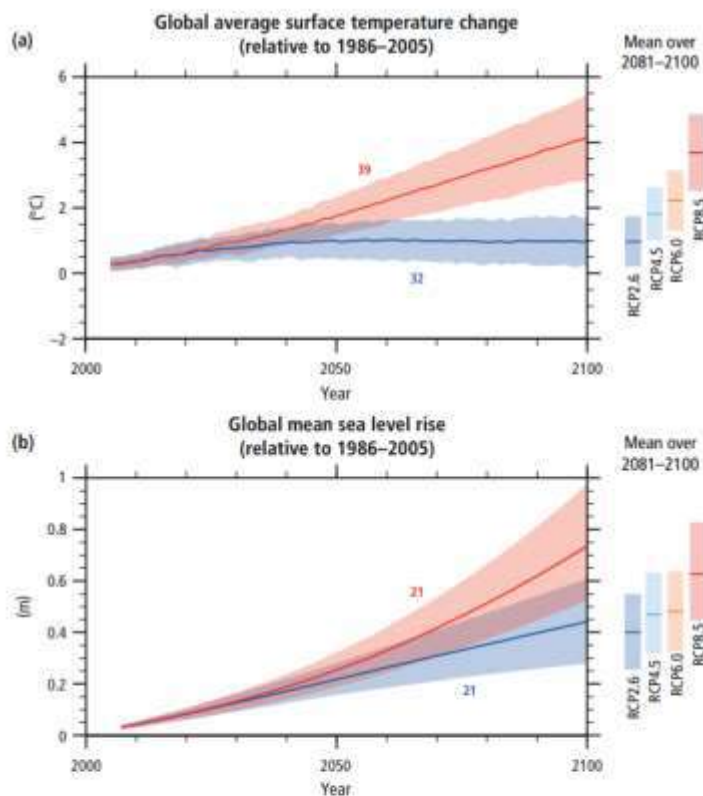 (a)
Global average surface temperature change
(relative to 1986–2005)
Mean over
2081–2100
6
4
2
0
−2
(°C)
39
32
2000
2050
2100
Year
RCP2.6
RCP4.5
RCP6.0
RCP8.5
(b)
Global mean sea level rise
(relative to 1986–2005)
Mean over
2081–2100
1
0.8
0.6
0.4
0.2
0
(m)
21
21
2000
2050
2100
Year
RCP2.6
RCP4.5
RCP6.0
RCP8.5